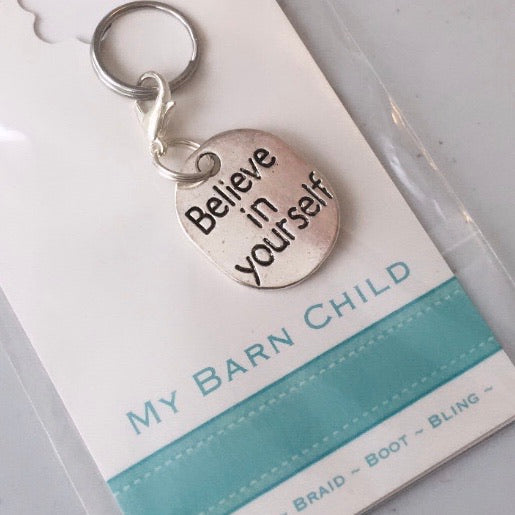 Believe
in
yourself
MY BARN CHILD
~ BRAID ~ BOOT ~ BLING ~